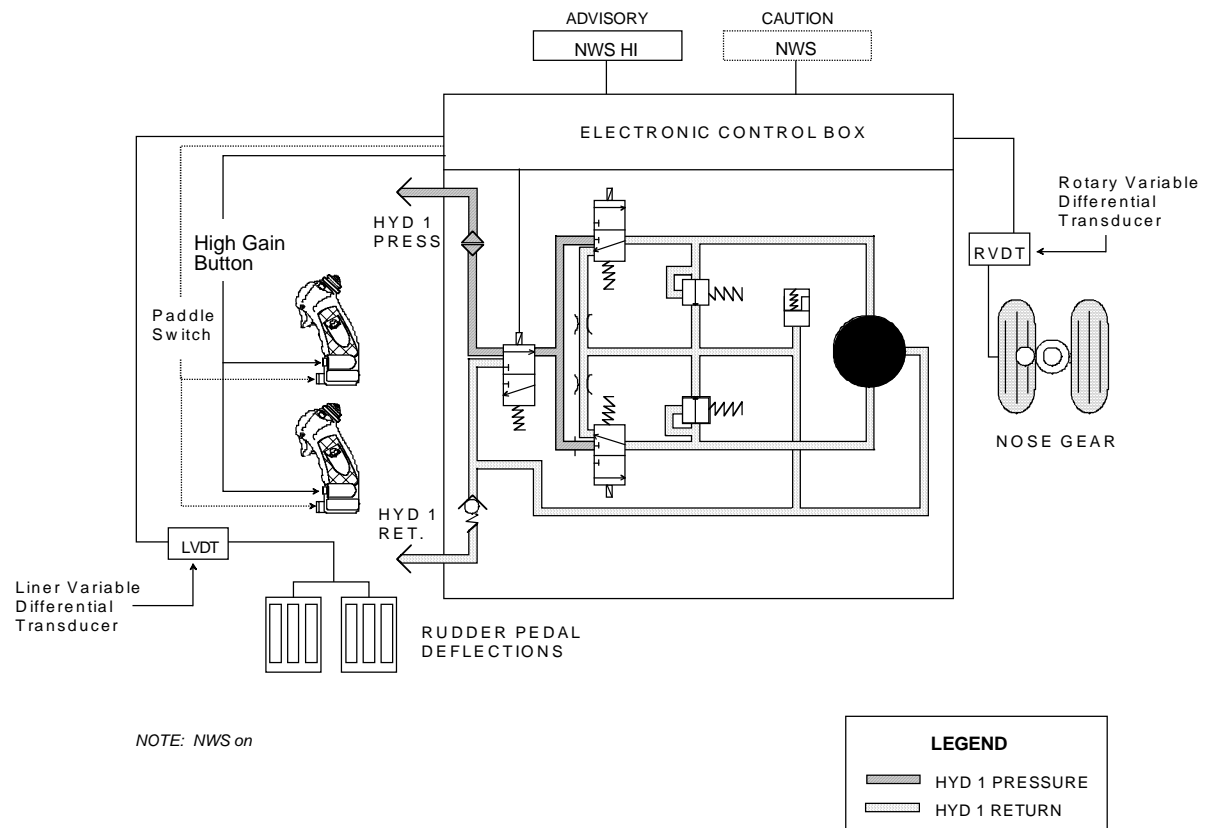 ADVISORY
NWS HI
CAUTION
NWS
ELECTRONIC CONTROL BOX
HYD 1
PRESS
High Gain
Button
Paddle
Switch
Rotary Variable
Differential
Transducer
RVDT
NOSE GEAR
HYD 1
RET.
LVDT
Liner Variable
Differential
Transducer
RUDDER PEDAL
DEFLECTIONS
NOTE: NWS on
LEGEND
HYD 1 PRESSURE
HYD 1 RETURN